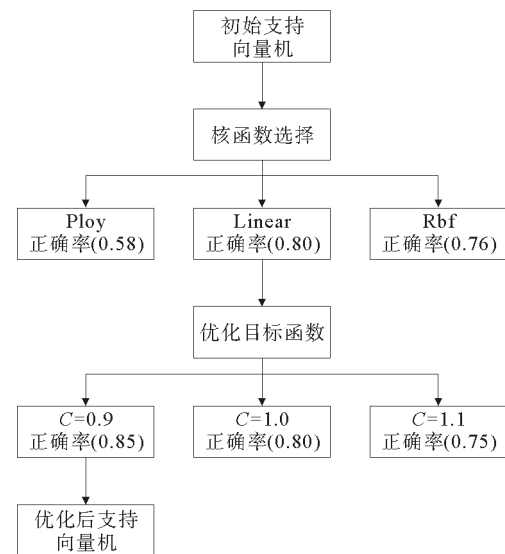 初始支持
向量机
核函数选择
Ploy
正确率(0.58)
Linear
正确率(0.80)
Rbf
正确率(0.76)
优化目标函数
C=0.9
正确率(0.85)
C=1.0
正确率(0.80)
C=1.1
正确率(0.75)
优化后支持
向量机